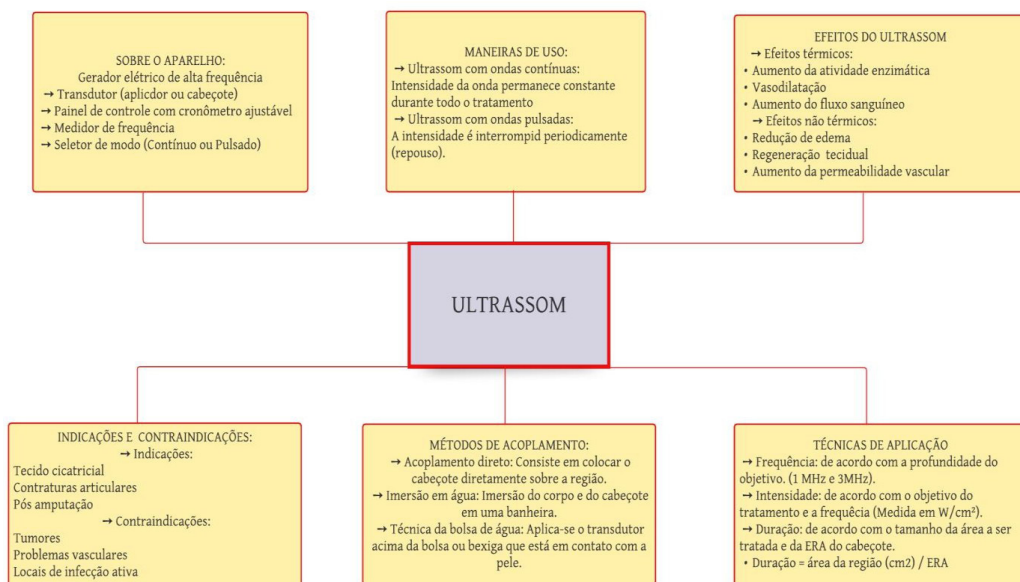 SOBRE O APARELHO:
Gerador elétrico de alta frequência
→ Transdutor (aplicdor ou cabeçote)
→ Painel de controle com cronômetro ajustável
→ Medidor de frequência
→ Seletor de modo (Contínuo ou Pulsado)
MANEIRAS DE USO:
→ Ultrassom com ondas contínuas:
Intensidade da onda permanece constante
durante todo o tratamento
→ Ultrassom com ondas pulsadas:
A intensidade é interrompid periodicamente
(repouso).
EFEITOS DO ULTRASSOM
→ Efeitos térmicos:
• Aumento da atividade enzimática
• Vasodilatação
• Aumento do fluxo sanguíneo
→ Efeitos não térmicos:
• Redução de edema
• Regeneração tecidual
• Aumento da permeabilidade vascular
ULTRASSOM
INDICAÇÕES E CONTRAINDICAÇÕES:
→ Indicações:
Tecido cicatricial
Contraturas articulares
Pós amputação
→ Contraindicações:
Tumores
Problemas vasculares
Locais de infecção ativa
MÉTODOS DE ACOPLAMENTO:
→ Acoplamento direto: Consiste em colocar o
cabeçote diretamente sobre a região.
→ Imersão em água: Imersão do corpo e do cabeçote
em uma banheira.
→ Técnica da bolsa de água: Aplica-se o transdutor
acima da bolsa ou bexiga que está em contato com a
pele.
TÉCNICAS DE APLICAÇÃO
→ Frequência: de acordo com a profundidade do
objetivo. (1 MHz e 3MHz).
→ Intensidade: de acordo com o objetivo do
tratamento e a frequêcia (Medida em W/cm²).
→ Duração: de acordo com o tamanho da área a ser
tratada e da ERA do cabeçote.
• Duração = área da região (cm2) / ERA